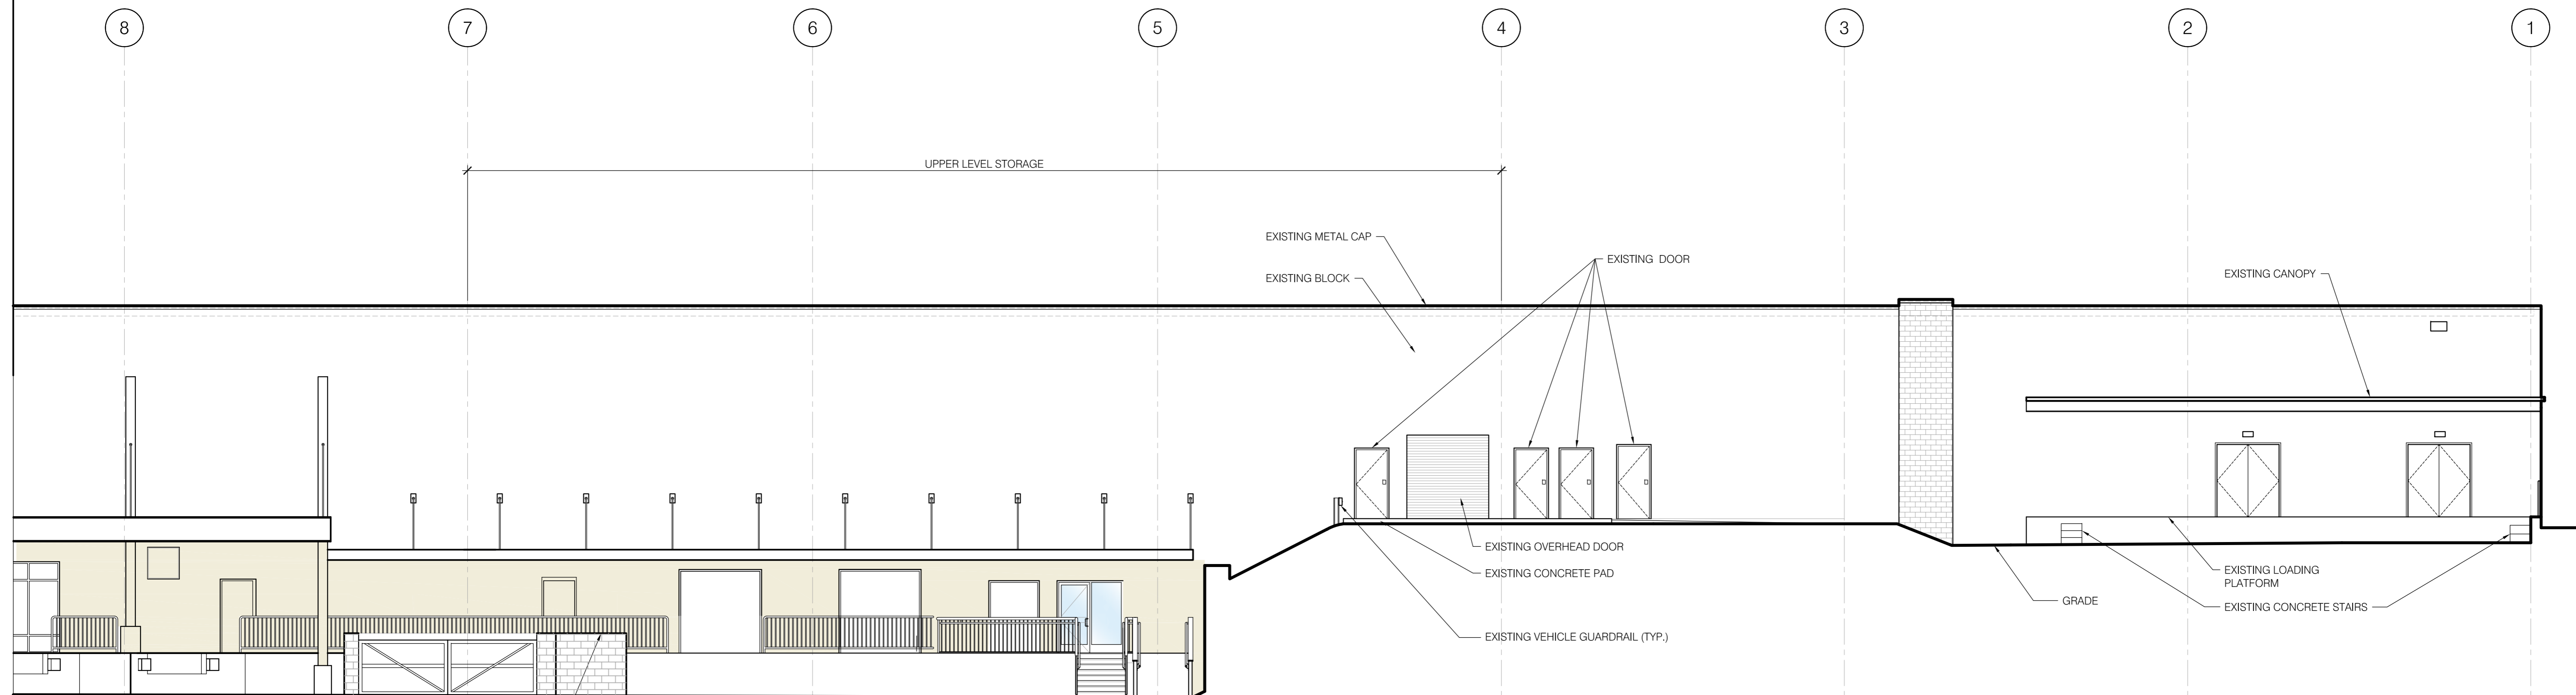 8 7 6 5 4 3 2 1
UPPER LEVEL STORAGE
EXISTING METAL CAP
EXISTING DOOR
EXISTING CANOPY
EXISTING BLOCK
EXISTING OVERHEAD DOOR
EXISTING CONCRETE PAD
EXISTING VEHICLE GUARDRAIL (TYP.)
EXISTING LOADING
PLATFORM
GRADE
EXISTING CONCRETE STAIRS